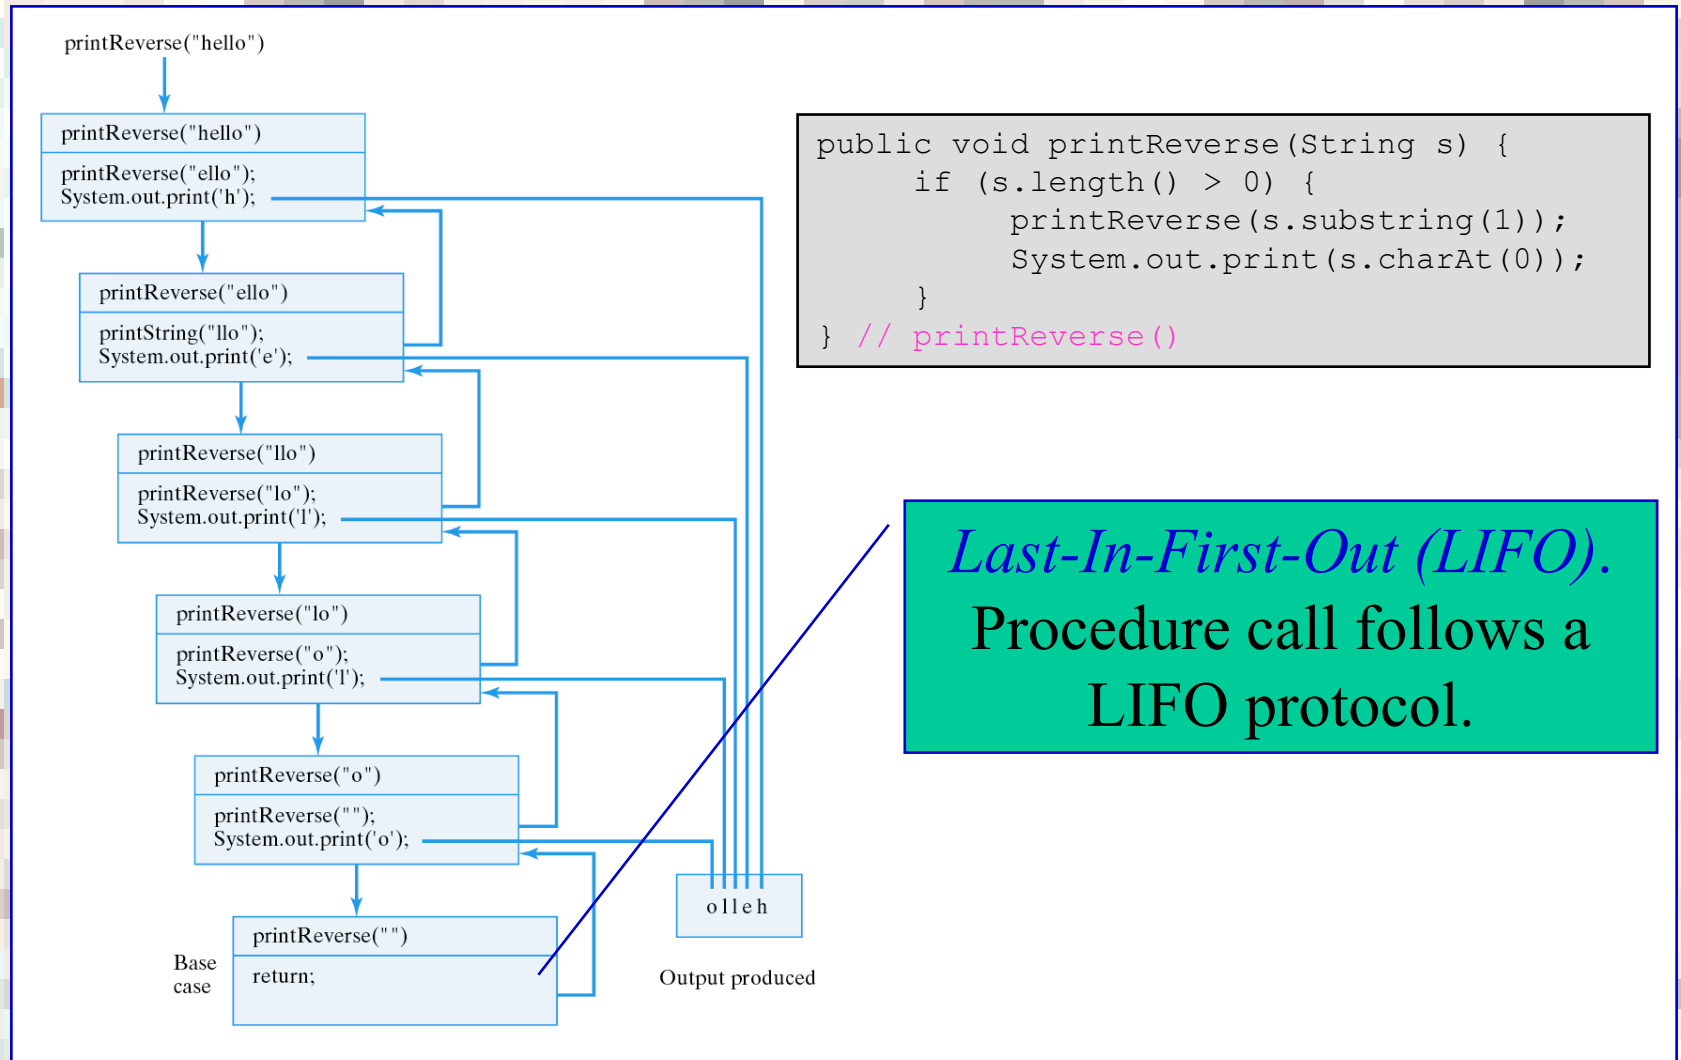 printReverse("hello")
printReverse("hello")
printReverse("ello");
System.out.print('h');
printReverse("ello")
printString("llo");
System.out.print('e');
printReverse("llo")
printReverse("lo");
System.out.print('l');
printReverse("lo")
printReverse("o");
System.out.print('l');
printReverse("o")
printReverse("");
System.out.print('o');
printReverse("")
return;
Base
case
o l l e h
Output produced
public void printReverse(String s) {
if (s.length() > 0) {
printReverse(s.substring(1));
System.out.print(s.charAt(0));
}
} // printReverse()
Last-In-First-Out (LIFO).
Procedure call follows a
LIFO protocol.